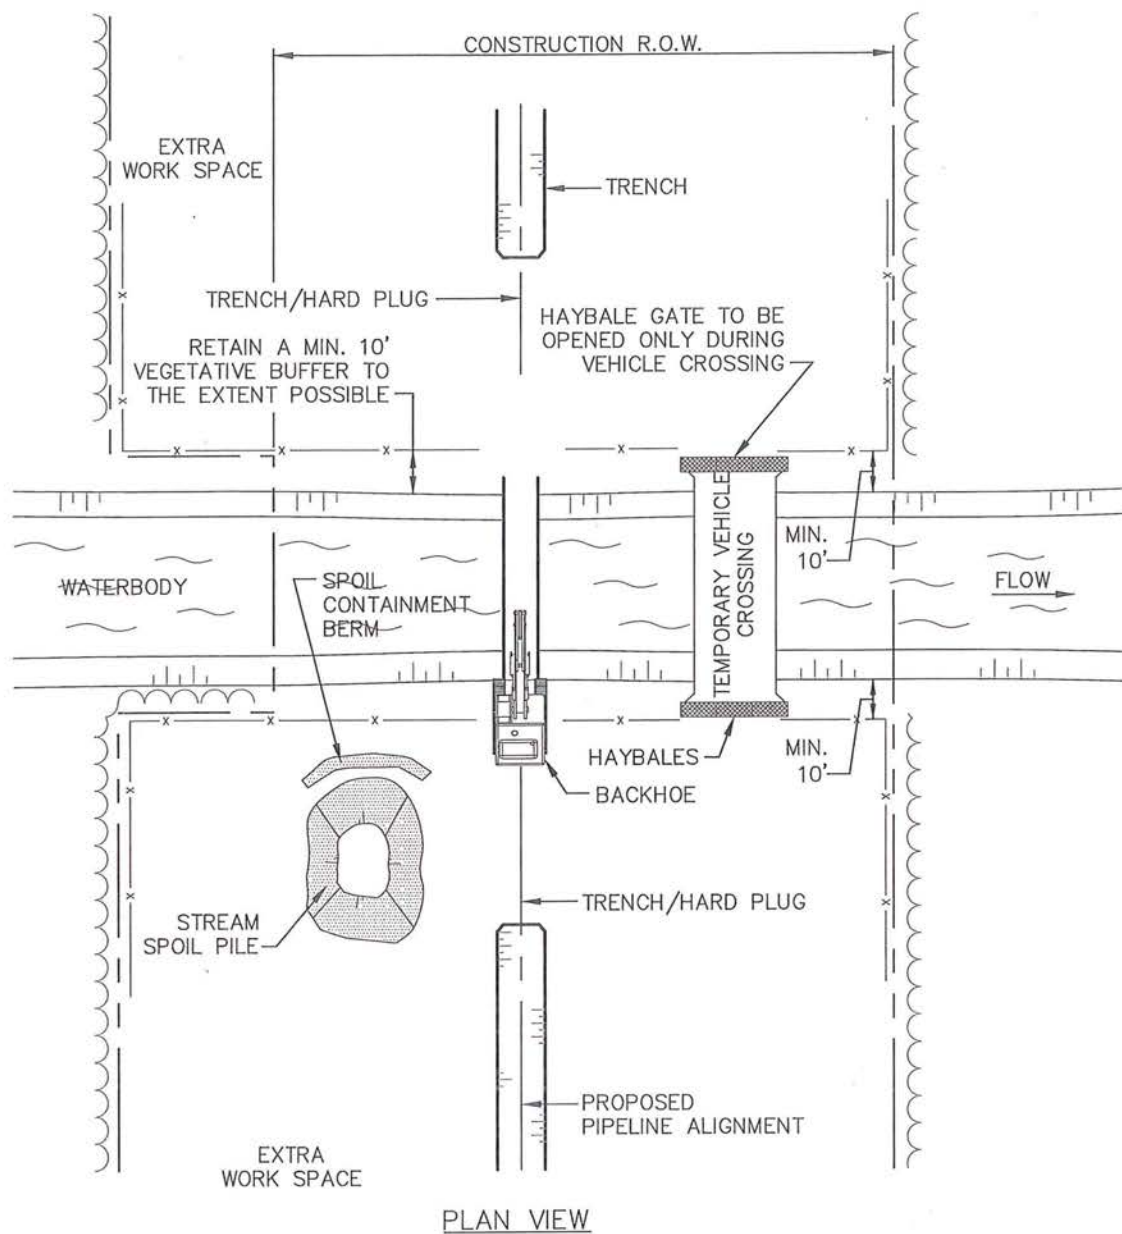 CONSTRUCTION R.O.W.
EXTRA
WORK SPACE
TRENCH
TRENCH/HARD PLUG
HAYBALE GATE TO BE
OPENED ONLY DURING
VEHICLE CROSSING
RETAIN A MIN. 10'
VEGETATIVE BUFFER TO
THE EXTENT POSSIBLE
TEMPORARY VEHICLE
CROSSING
MIN.
10'
WATERBODY
SPOIL
CONTAINMENT
BERM
FLOW
HAYBALES
MIN.
10'
BACKHOE
TRENCH/HARD PLUG
STREAM
SPOIL PILE
PROPOSED
PIPELINE ALIGNMENT
EXTRA
WORK SPACE
PLAN VIEW